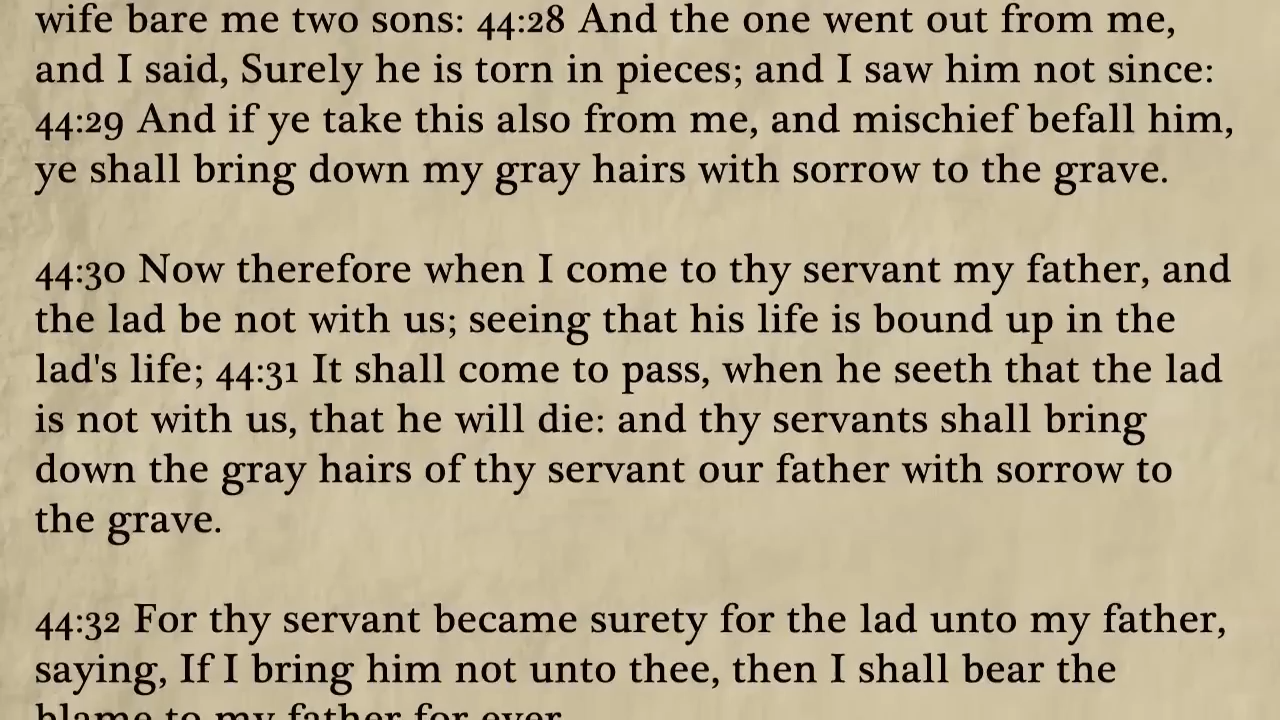 wife bare me two sons: 44:28 And the one went out from me,
and I said, Surely he is torn in pieces; and I saw him not since:
44:29 And if ye take this also from me, and mischief befall him,
ye shall bring down my gray hairs with sorrow to the grave.
44:30 Now therefore when I come to thy servant my father, and
the lad be not with us; seeing that his life is bound up in the
lad's life; 44:31 It shall come to pass, when he seeth that the lad
is not with us, that he will die: and thy servants shall bring
down the gray hairs of thy servant our father with sorrow to
the grave.
44:32 For thy servant became surety for the lad unto my father,
saying, If I bring him not unto thee, then I shall bear the
blame to my father for ever.